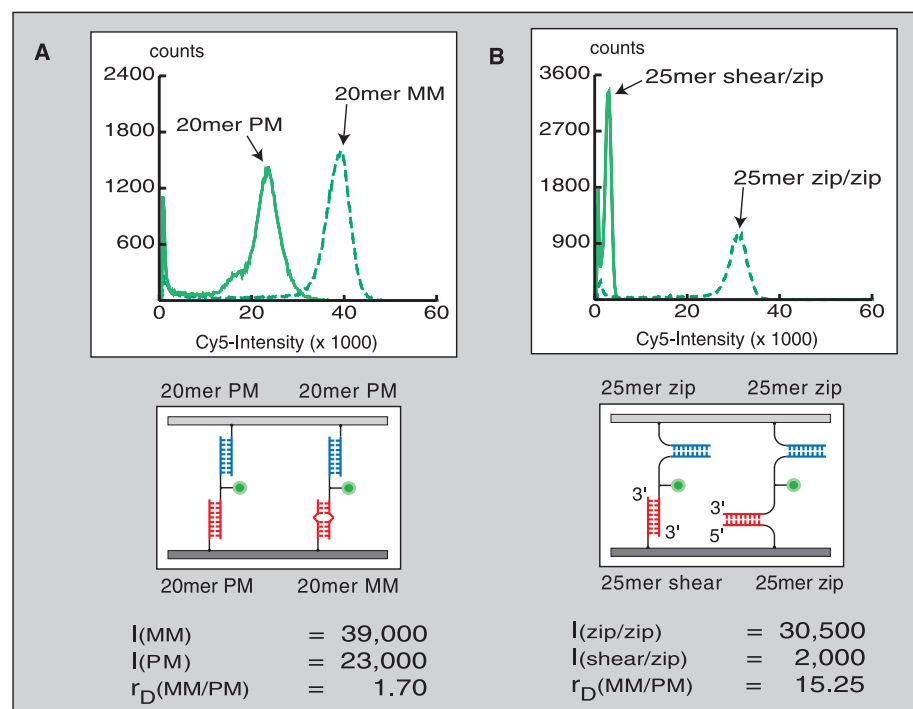 A
counts
2400
1800
1200
600
20mer PM
20mer MM
0 20 40 60
Cy5-Intensity (x 1000)
20mer PM 20mer PM
20mer PM 20mer MM
I(MM) = 39,000
I(PM) = 23,000
rD(MM/PM) = 1.70
B
counts
3600
2700
1800
900
25mer shear/zip
25mer zip/zip
0 20 40 60
Cy5-Intensity (x 1000)
25mer zip 25mer zip
3'
3'
3'
5'
25mer shear 25mer zip
I(zip/zip) = 30,500
I(shear/zip) = 2,000
rD(MM/PM) = 15.25